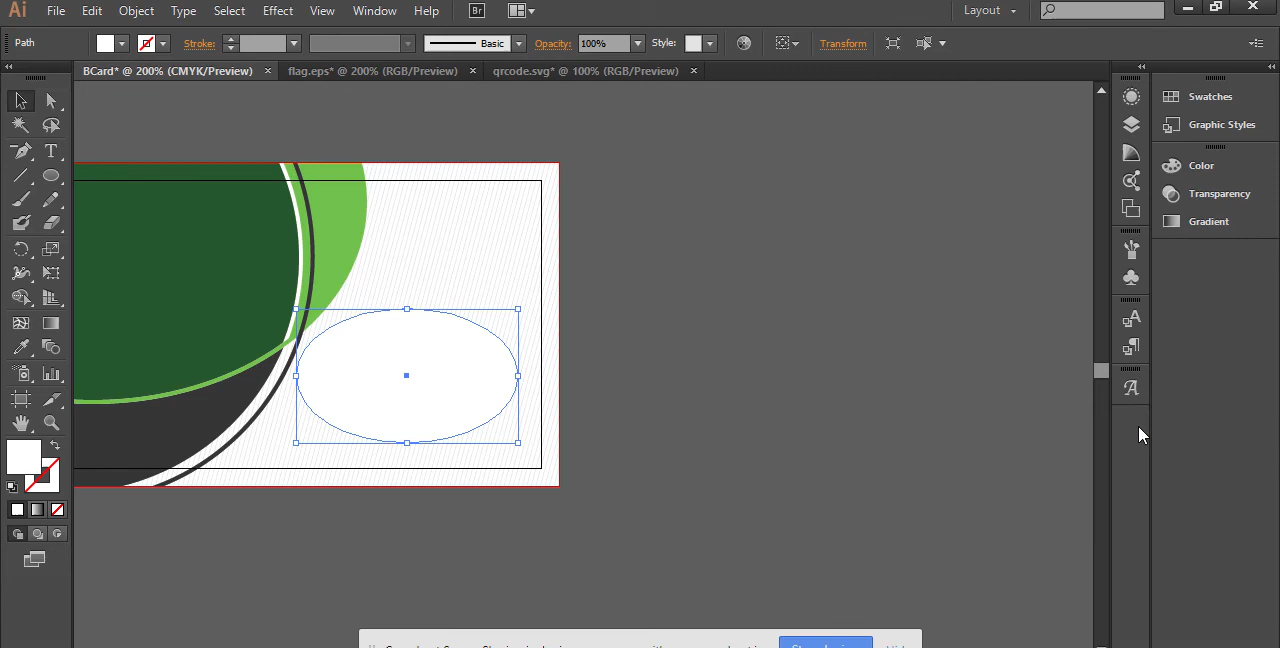 Ai File Edit Object Type Select Effect View Window Help Br Layout
Path Stroke: Basic Opacity: 100% Style: Transform
BCard* @ 200% (CMYK/Preview) × flag.eps* @ 200% (RGB/Preview) × qrcode.svg* @ 100% (RGB/Preview) ×
Swatches
Graphic Styles
Color
Transparency
Gradient